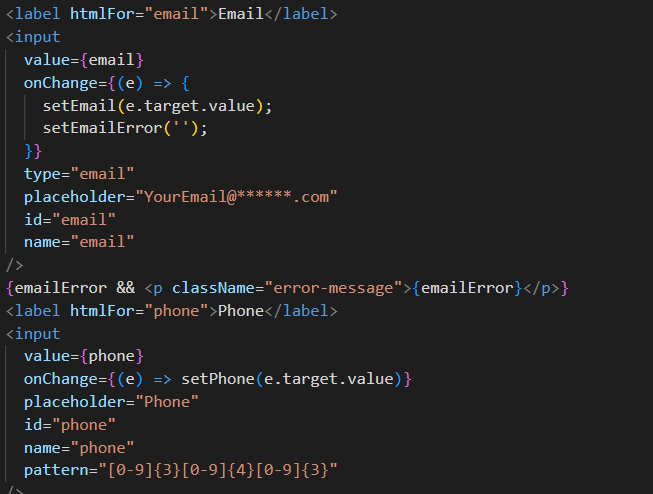 <label htmlFor="email">Email</label>
<input
value={email}
onChange={(e) => {
setEmail(e.target.value);
setEmailError('');
}}
type="email"
placeholder="YourEmail@******.com"
id="email"
name="email"
/>
{emailError && <p className="error-message">{emailError}</p>}
<label htmlFor="phone">Phone</label>
<input
value={phone}
onChange={(e) => setPhone(e.target.value)}
placeholder="Phone"
id="phone"
name="phone"
pattern="[0-9]{3}[0-9]{4}[0-9]{3}"
/>